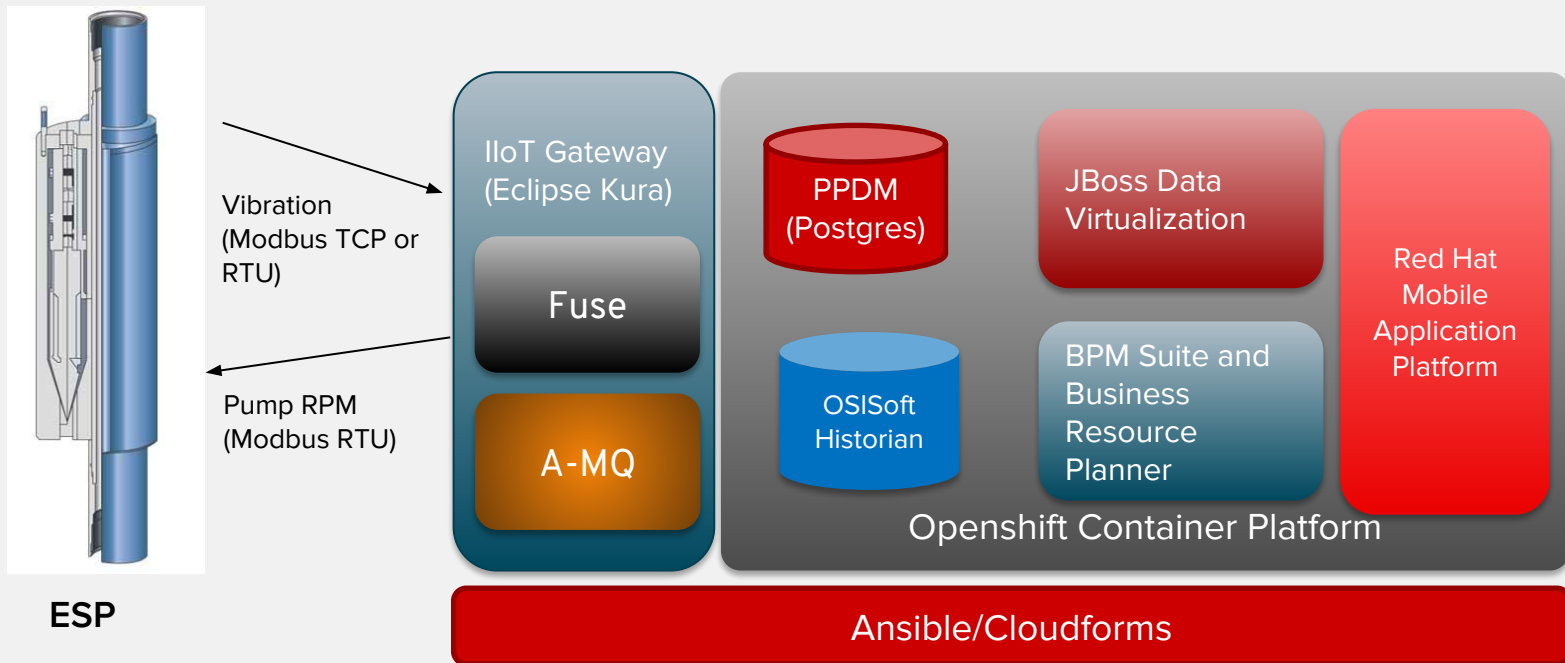 Vibration
(Modbus TCP or
RTU)
Pump RPM
(Modbus RTU)
ESP
IIoT Gateway
(Eclipse Kura)
Fuse
A-MQ
PPDM
(Postgres)
OSISoft
Historian
JBoss Data
Virtualization
BPM Suite and
Business
Resource
Planner
Red Hat
Mobile
Application
Platform
Openshift Container Platform
Ansible/Cloudforms